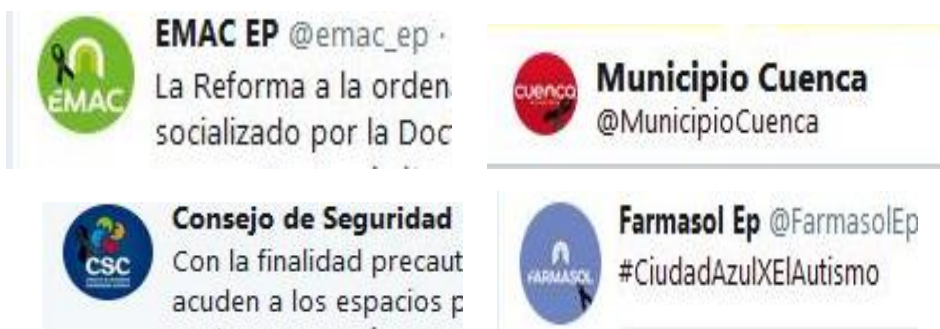 EMAC EP @emac_ep ·
La Reforma a la orden
socializado por la Doc
EMAC
Municipio Cuenca
@MunicipioCuenca
cuenca
Consejo de Seguridad
Con la finalidad precaut
acuden a los espacios p
CSC
Farmasol Ep @FarmasolEp
#CiudadAzulXElAutismo
FARMASOL